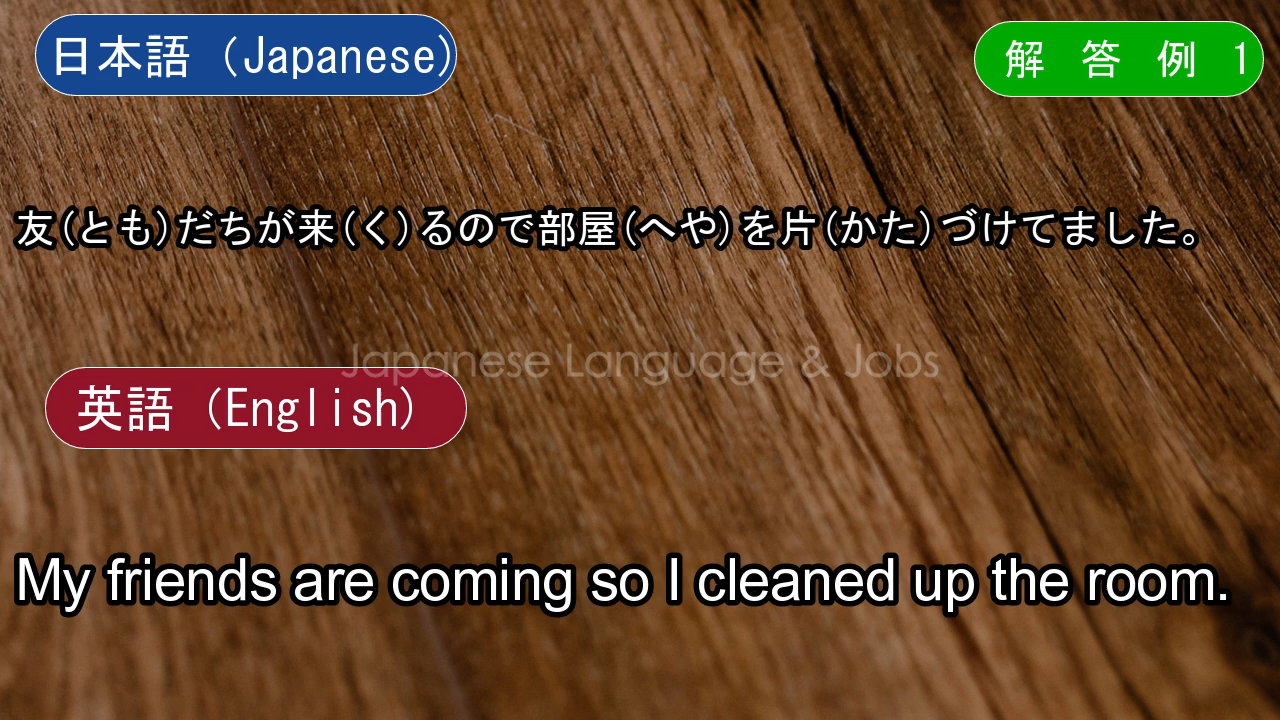 日本語 (Japanese)
解 答 例 1
友(とも)だちが来(く)るので部屋(へや)を片(かた)づけてました。
Japanese Language & Jobs
英語 (English)
My friends are coming so I cleaned up the room.